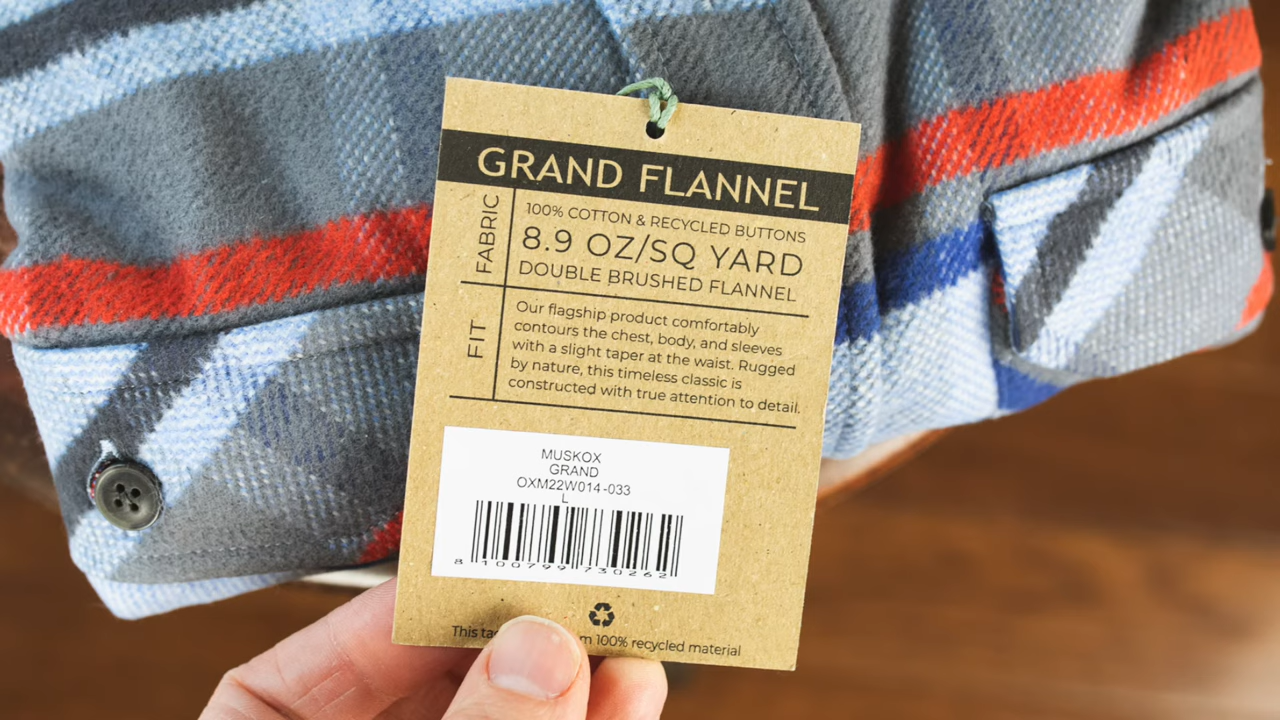 GRAND FLANNEL
FABRIC
100% COTTON & RECYCLED BUTTONS
8.9 OZ/SQ YARD
DOUBLE BRUSHED FLANNEL
FIT
Our flagship product comfortably
contours the chest, body, and sleeves
with a slight taper at the waist. Rugged
by nature, this timeless classic is
constructed with true attention to detail.
MUSKOX
GRAND
OXM22W014-033
L
8 100799 730262
This 100% recycled material